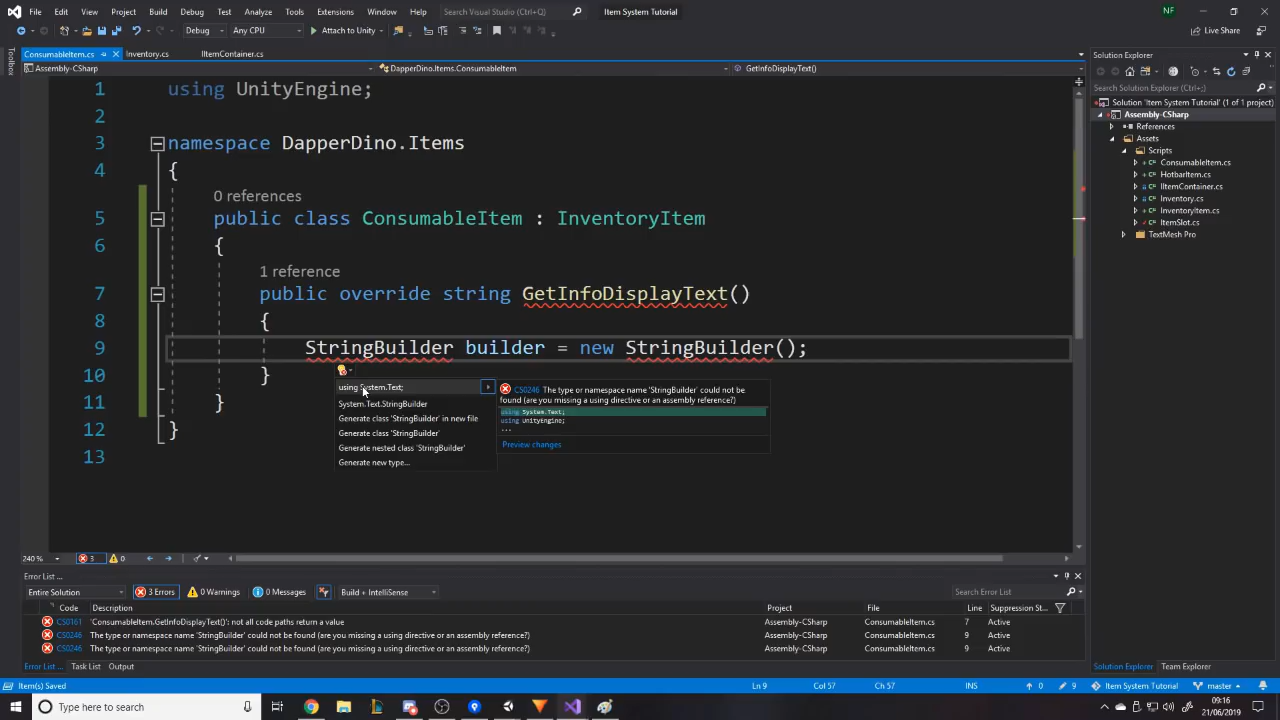 File Edit View Project Build Debug Test Analyze Tools Extensions Window Help Search Visual Studio Item System Tutorial NF
Debug Any CPU Attach to Unity Live Share
ConsumableItem.cs Inventory.cs IItemContainer.cs
Assembly-CSharp DapperDino.Items.ConsumableItem GetInfoDisplayText()
Toolbox
1 using UnityEngine;
2
3 namespace DapperDino.Items
4 {
0 references
5 public class ConsumableItem : InventoryItem
6 {
1 reference
7 public override string GetInfoDisplayText()
8 {
9 StringBuilder builder = new StringBuilder();
10 }
11 }
12 }
13
using System.Text;
System.Text.StringBuilder
Generate class 'StringBuilder' in new file
Generate class 'StringBuilder'
Generate nested class 'StringBuilder'
Generate new type...
CS0246 The type or namespace name 'StringBuilder' could not be
found (are you missing a using directive or an assembly reference?)
using System.Text;
using UnityEngine;
...
Preview changes
Solution Explorer
Search Solution Explorer (Ctrl+;)
Solution 'Item System Tutorial' (1 of 1 project)
Assembly-CSharp
References
Assets
Scripts
ConsumableItem.cs
HotbarItem.cs
IItemContainer.cs
Inventory.cs
InventoryItem.cs
ItemSlot.cs
TextMesh Pro
240 % 3 0
Error List ...
Entire Solution 3 Errors 0 Warnings 0 Messages Build + IntelliSense Search Error List
Code Description Project File Line Suppression St...
CS0161 'ConsumableItem.GetInfoDisplayText()': not all code paths return a value Assembly-CSharp ConsumableItem.cs 7 Active
CS0246 The type or namespace name 'StringBuilder' could not be found (are you missing a using directive or an assembly reference?) Assembly-CSharp ConsumableItem.cs 9 Active
CS0246 The type or namespace name 'StringBuilder' could not be found (are you missing a using directive or an assembly reference?) Assembly-CSharp ConsumableItem.cs 9 Active
Error List ... Task List Output Solution Explorer Team Explorer
Item(s) Saved Ln 9 Col 57 Ch 57 INS 0 9 Item System Tutorial master
Type here to search 09:16
21/06/2019